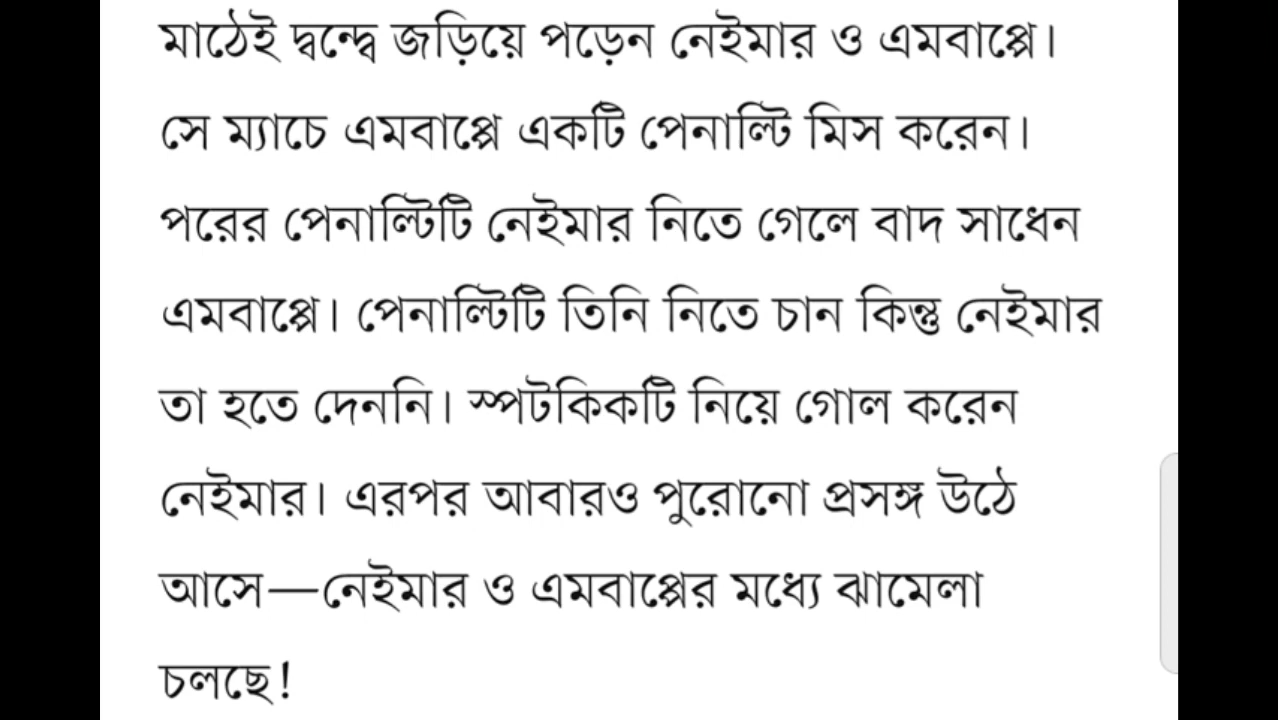 মাঠেই দ্বন্দ্বে জড়িয়ে পড়েন নেইমার ও এমবাপ্পে।
সে ম্যাচে এমবাপ্পে একটি পেনাল্টি মিস করেন।
পরের পেনাল্টিটি নেইমার নিতে গেলে বাদ সাধেন
এমবাপ্পে। পেনাল্টিটি তিনি নিতে চান কিন্তু নেইমার
তা হতে দেননি। স্পটকিকটি নিয়ে গোল করেন
নেইমার। এরপর আবারও পুরোনো প্রসঙ্গ উঠে
আসে—নেইমার ও এমবাপ্পের মধ্যে ঝামেলা
চলছে!